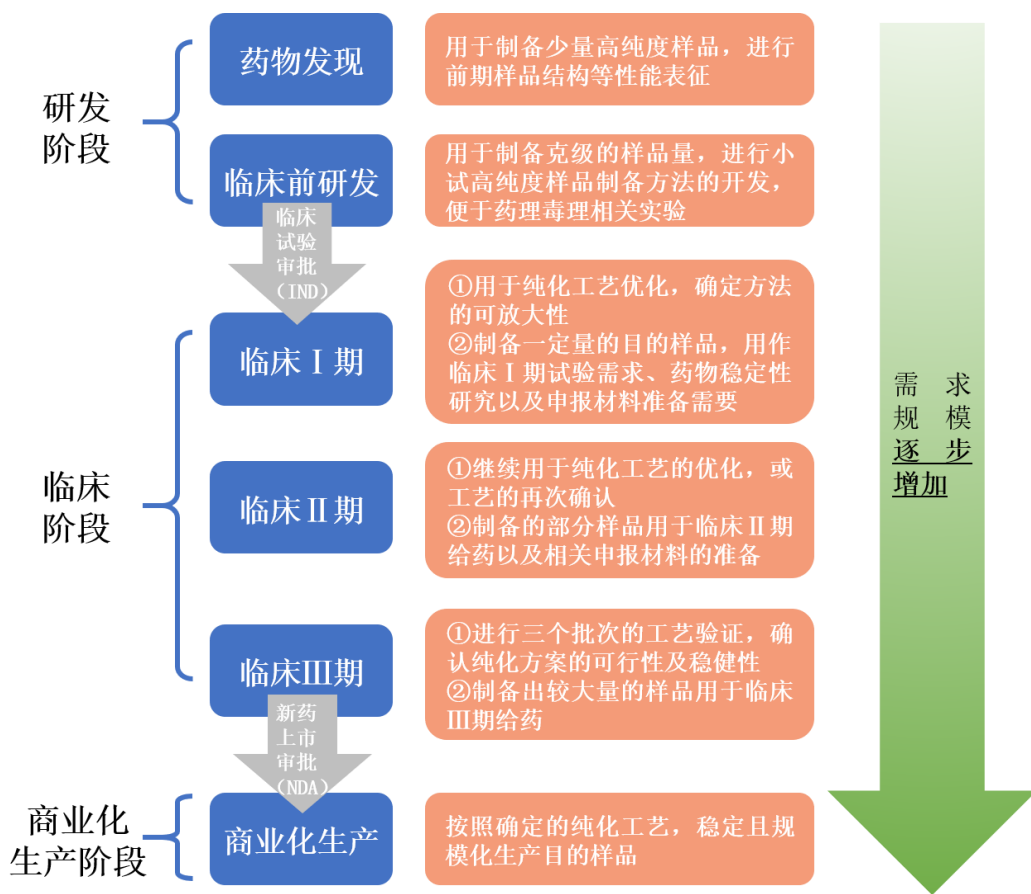 药物发现
用于制备少量高纯度样品，进行
前期样品结构等性能表征
研发
阶段
临床前研发
用于制备克级的样品量，进行小
试高纯度样品制备方法的开发，
便于药理毒理相关实验
临床
试验
审批
（IND）
临床Ⅰ期
①用于纯化工艺优化，确定方法
的可放大性
②制备一定量的目的样品，用作
临床Ⅰ期试验需求、药物稳定性
研究以及申报材料准备需要
临床
阶段
临床Ⅱ期
①继续用于纯化工艺的优化，或
工艺的再次确认
②制备的部分样品用于临床Ⅱ期
给药以及相关申报材料的准备
临床Ⅲ期
①进行三个批次的工艺验证，确
认纯化方案的可行性及稳健性
②制备出较大量的样品用于临床
Ⅲ期给药
新药
上市
审批
（NDA）
商业化
生产阶段
商业化生产
按照确定的纯化工艺，稳定且规
模化生产目的样品
需求
规模
逐步
增加